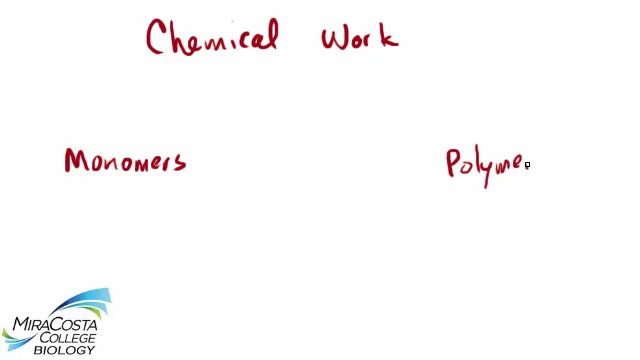 Chemical Work
Monomers Polyme
MIRACOSTA
COLLEGE
BIOLOGY